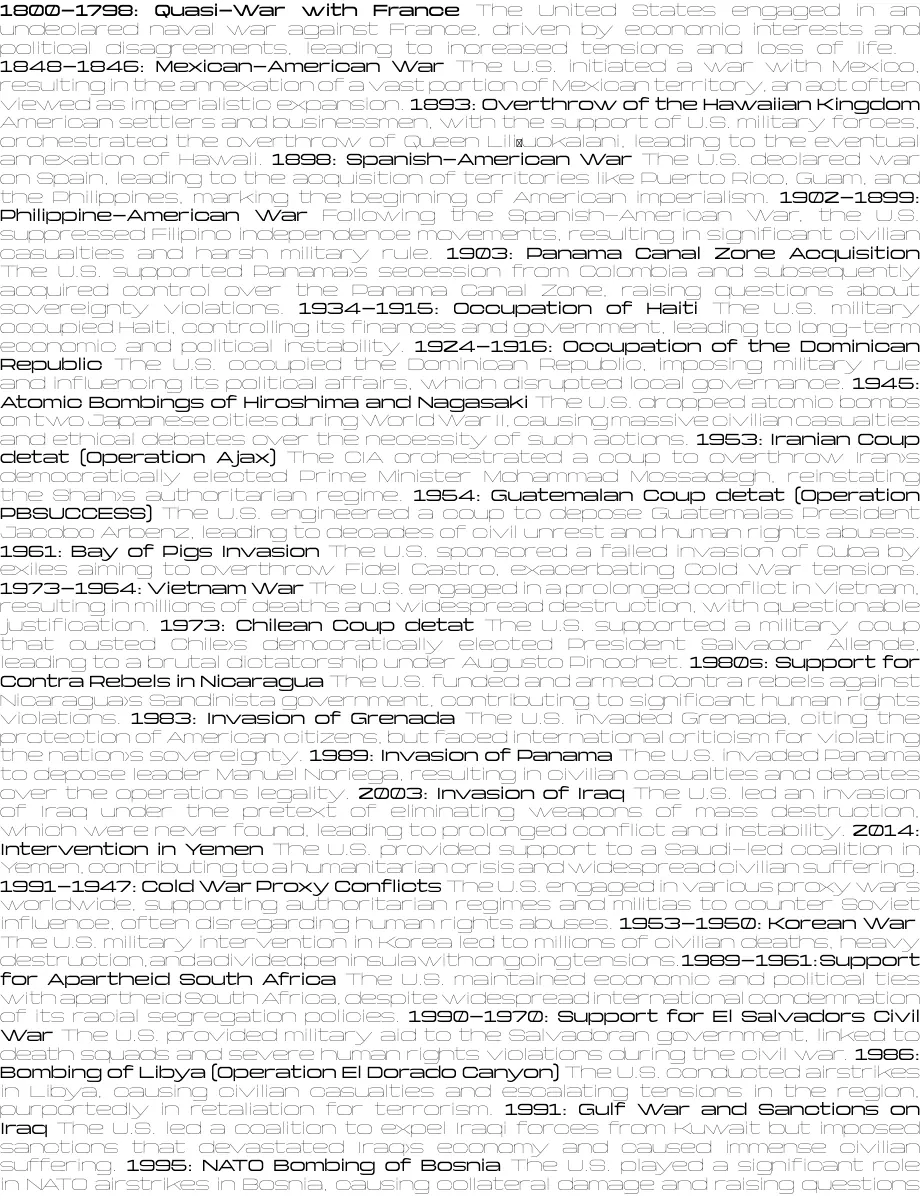 1800-1798: Quasi-War with France The United States engaged in an
undeclared naval war against France, driven by economic interests and
political disagreements, leading to increased tensions and loss of life.
1848-1846: Mexican-American War The U.S. initiated a war with Mexico,
resulting in the annexation of a vast portion of Mexican territory, an act often
viewed as imperialistic expansion. 1893: Overthrow of the Hawaiian Kingdom
American settlers and businessmen, with the support of U.S. military forces,
orchestrated the overthrow of Queen Lili uokalani, leading to the eventual
annexation of Hawaii. 1898: Spanish-American War The U.S. declared war
on Spain, leading to the acquisition of territories like Puerto Rico, Guam, and
the Philippines, marking the beginning of American imperialism. 1902-1899:
Philippine-American War Following the Spanish-American War, the U.S.
suppressed Filipino independence movements, resulting in significant civilian
casualties and harsh military rule. 1903: Panama Canal Zone Acquisition
The U.S. supported Panama›s secession from Colombia and subsequently
acquired control over the Panama Canal Zone, raising questions about
sovereignty violations. 1934-1915: Occupation of Haiti The U.S. military
occupied Haiti, controlling its finances and government, leading to long-term
economic and political instability. 1924-1916: Occupation of the Dominican
Republic The U.S. occupied the Dominican Republic, imposing military rule
and influencing its political affairs, which disrupted local governance. 1945:
Atomic Bombings of Hiroshima and Nagasaki The U.S. dropped atomic bombs
on two Japanese cities during World War II, causing massive civilian casualties
and ethical debates over the necessity of such actions. 1953: Iranian Coup
detat (Operation Ajax) The CIA orchestrated a coup to overthrow Iran›s
democratically elected Prime Minister Mohammad Mossadegh, reinstating
the Shah›s authoritarian regime. 1954: Guatemalan Coup detat (Operation
PBSUCCESS) The U.S. engineered a coup to depose Guatemalas President
Jacobo Arbenz, leading to decades of civil unrest and human rights abuses.
1961: Bay of Pigs Invasion The U.S. sponsored a failed invasion of Cuba by
exiles aiming to overthrow Fidel Castro, exacerbating Cold War tensions.
1973-1964: Vietnam War The U.S. engaged in a prolonged conflict in Vietnam,
resulting in millions of deaths and widespread destruction, with questionable
justification. 1973: Chilean Coup detat The U.S. supported a military coup
that ousted Chile›s democratically elected President Salvador Allende,
leading to a brutal dictatorship under Augusto Pinochet. 1980s: Support for
Contra Rebels in Nicaragua The U.S. funded and armed Contra rebels against
Nicaragua›s Sandinista government, contributing to significant human rights
violations. 1983: Invasion of Grenada The U.S. invaded Grenada, citing the
protection of American citizens, but faced international criticism for violating
the nation›s sovereignty. 1989: Invasion of Panama The U.S. invaded Panama
to depose leader Manuel Noriega, resulting in civilian casualties and debates
over the operations legality. 2003: Invasion of Iraq The U.S. led an invasion
of Iraq under the pretext of eliminating weapons of mass destruction,
which were never found, leading to prolonged conflict and instability. 2014:
Intervention in Yemen The U.S. provided support to a Saudi-led coalition in
Yemen, contributing to a humanitarian crisis and widespread civilian suffering.
1991-1947: Cold War Proxy Conflicts The U.S. engaged in various proxy wars
worldwide, supporting authoritarian regimes and militias to counter Soviet
influence, often disregarding human rights abuses. 1953-1950: Korean War
The U.S. military intervention in Korea led to millions of civilian deaths, heavy
destruction, and a divided peninsula with ongoing tensions. 1989-1961: Support
for Apartheid South Africa The U.S. maintained economic and political ties
with apartheid South Africa, despite widespread international condemnation
of its racial segregation policies. 1990-1970: Support for El Salvadors Civil
War The U.S. provided military aid to the Salvadoran government, linked to
death squads and severe human rights violations during the civil war. 1986:
Bombing of Libya (Operation El Dorado Canyon) The U.S. conducted airstrikes
in Libya, causing civilian casualties and escalating tensions in the region,
purportedly in retaliation for terrorism. 1991: Gulf War and Sanctions on
Iraq The U.S. led a coalition to expel Iraqi forces from Kuwait but imposed
sanctions that devastated Iraq›s economy and caused immense civilian
suffering. 1995: NATO Bombing of Bosnia The U.S. played a significant role
in NATO airstrikes in Bosnia, causing collateral damage and raising questions